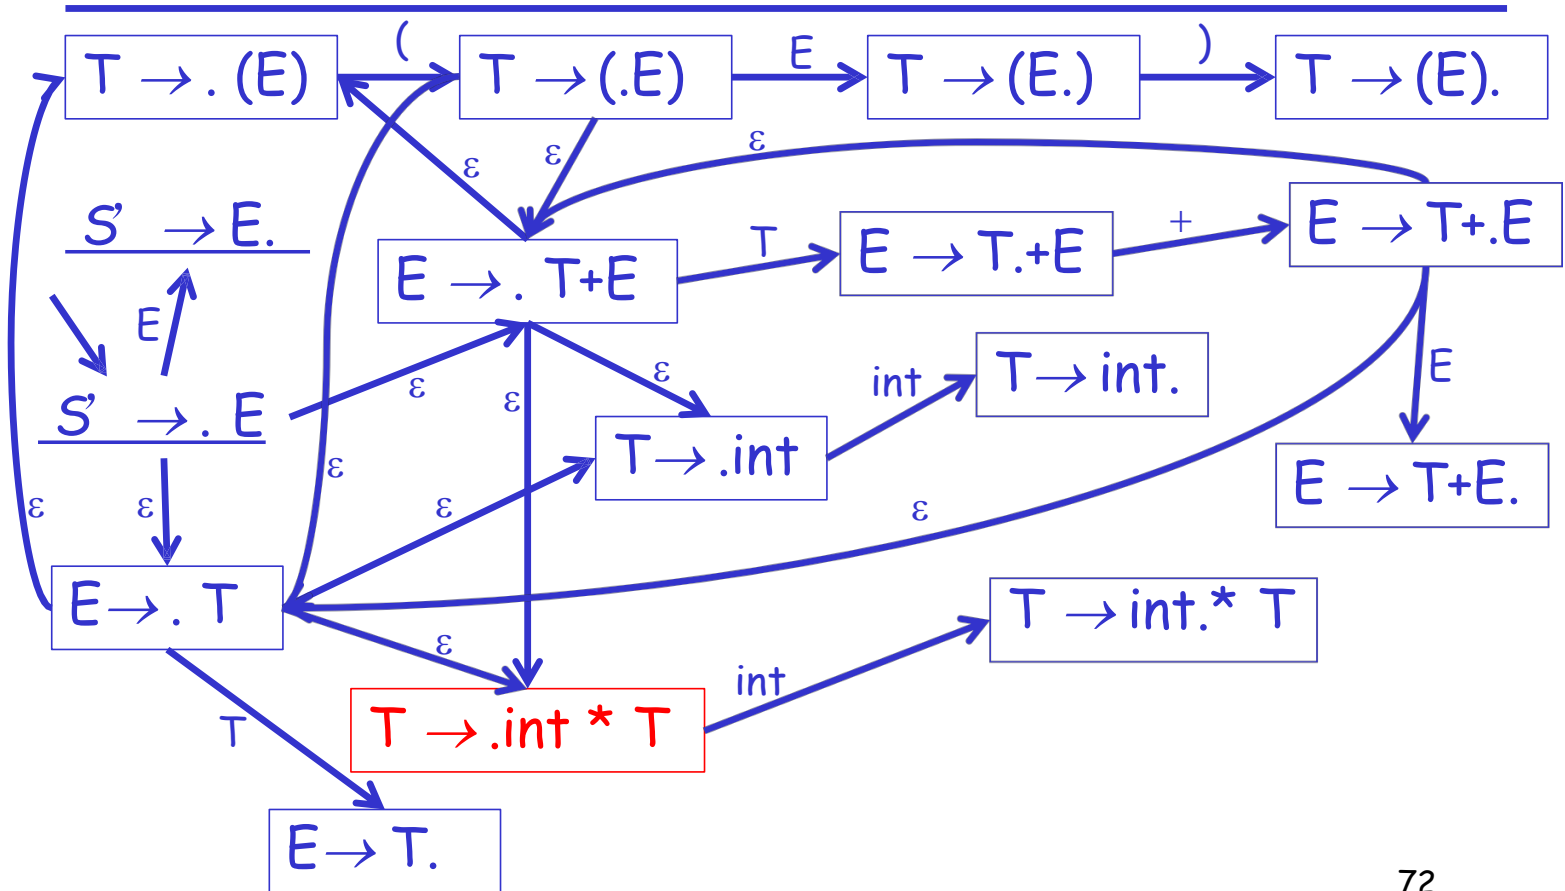 (
E
)
T → . (E)
T → (.E)
T → (E.)
T → (E).
ε
ε
ε
S’ → E.
T
+
E → T+.E
E → . T+E
E → T.+E
E
ε
ε
ε
int
T → int.
E
S’ → . E
T → .int
ε
E → T+E.
ε
ε
ε
ε
E → . T
T → int.* T
ε
int
T
T → .int * T
E → T.
72